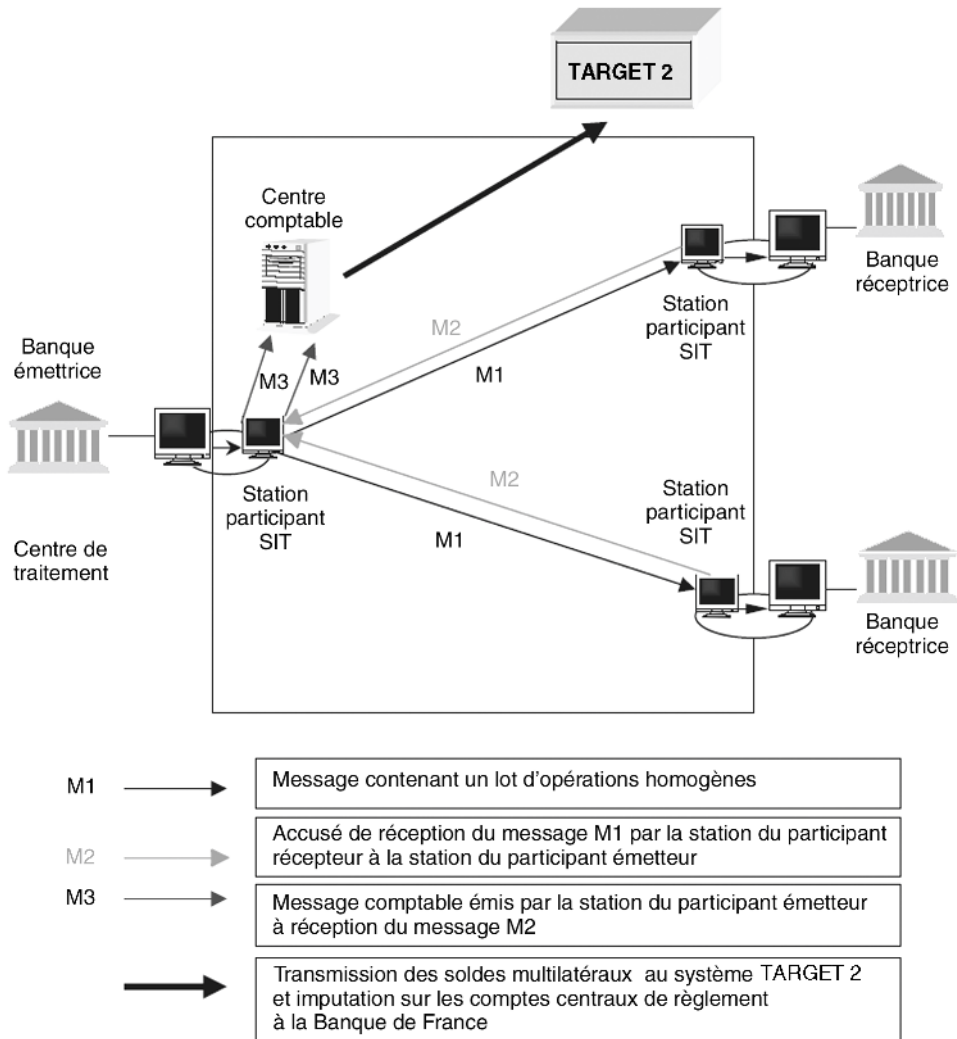 TARGET 2
Centre
comptable
Banque
réceptrice
Station
participant
SIT
M2
M1
M3
M3
Banque
émettrice
Station
participant
SIT
Centre de
traitement
M2
M1
Station
participant
SIT
Banque
réceptrice
M1
Message contenant un lot d'opérations homogènes
M2
Accusé de réception du message M1 par la station du participant
récepteur à la station du participant émetteur
M3
Message comptable émis par la station du participant émetteur
à réception du message M2
Transmission des soldes multilatéraux au système TARGET 2
et imputation sur les comptes centraux de règlement
à la Banque de France